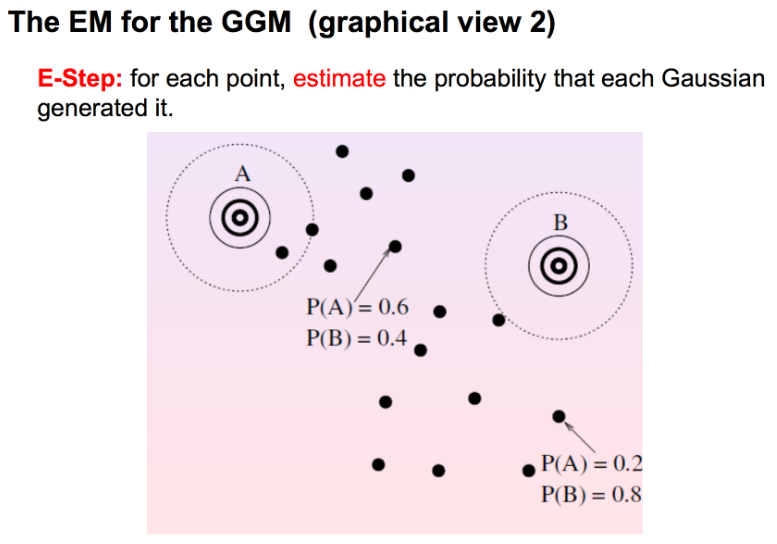 The EM for the GGM (graphical view 2)
E-Step: for each point, estimate the probability that each Gaussian
generated it.
A
B
P(A) = 0.6
P(B) = 0.4
P(A) = 0.2
P(B) = 0.8